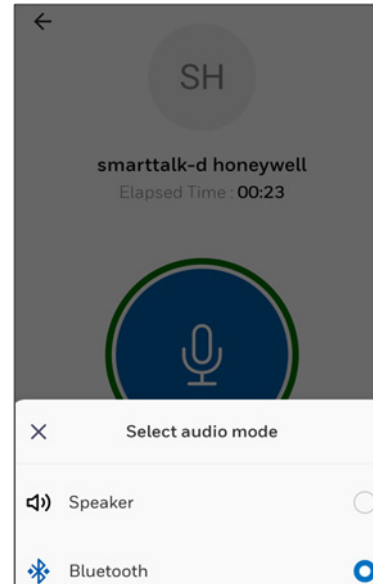 SH
smarttalk-d honeywell
Elapsed Time : 00:23
Select audio mode
Speaker
Bluetooth